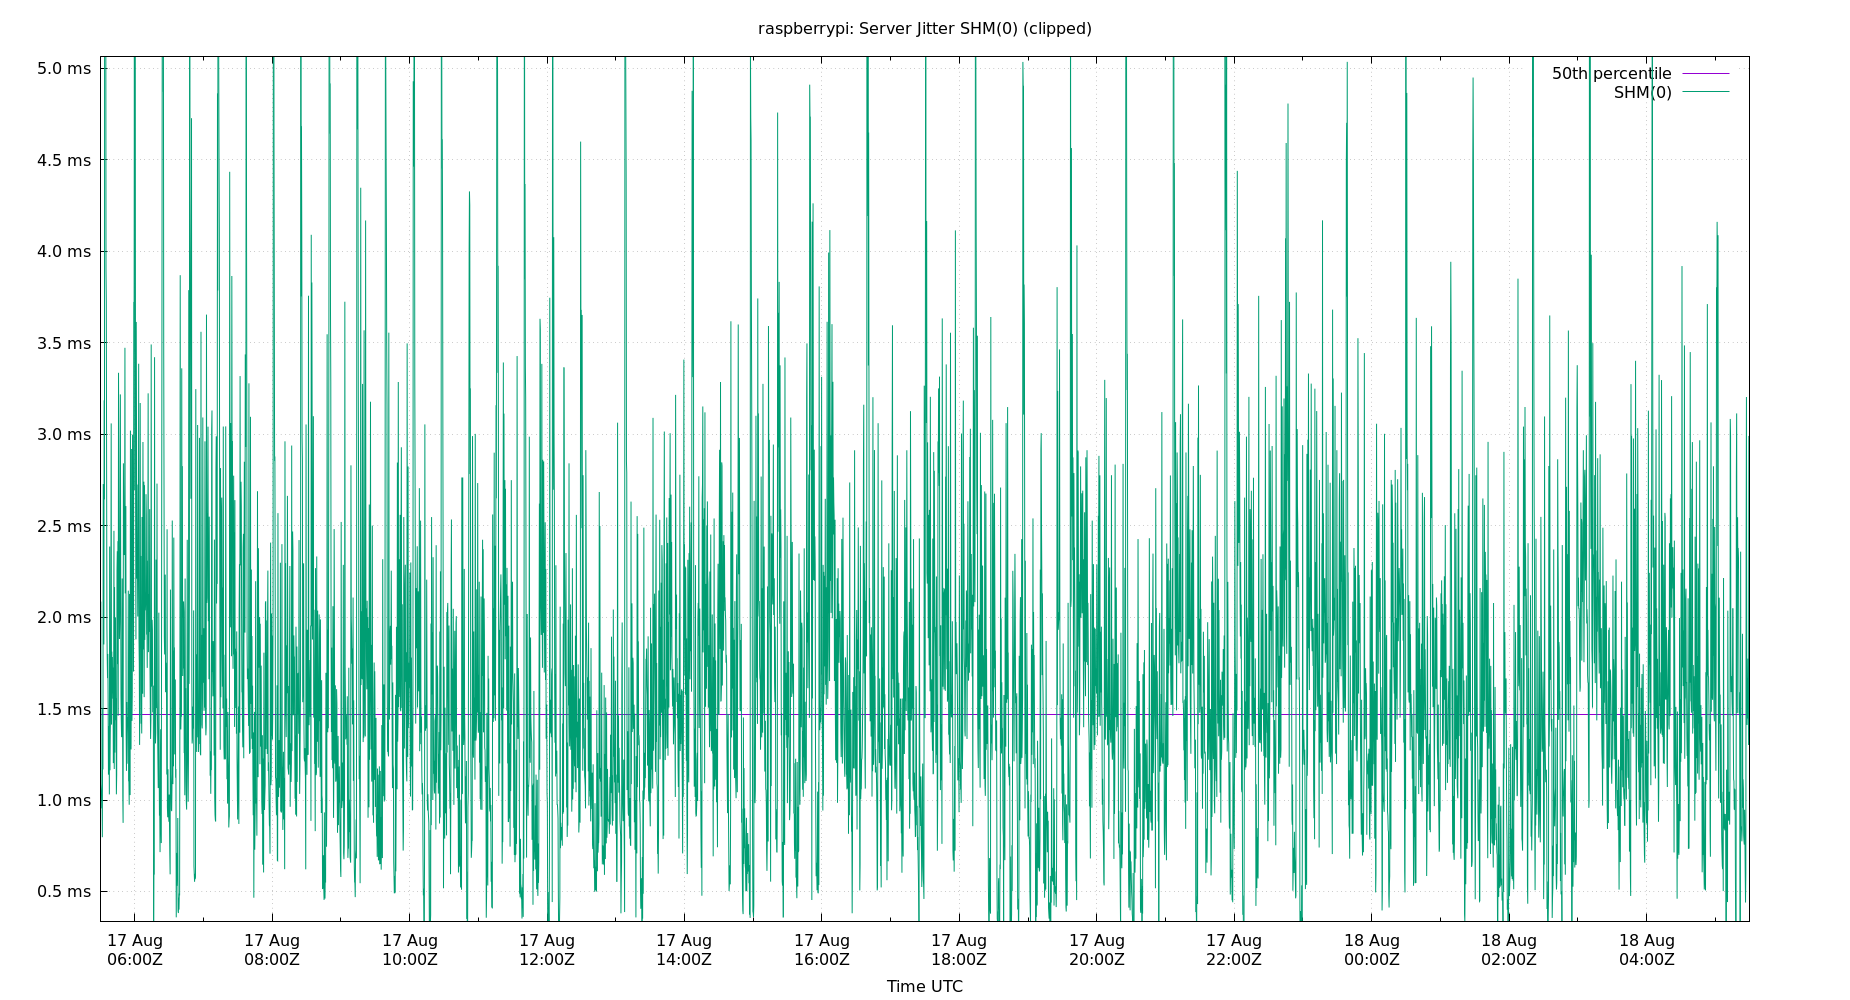 raspberrypi: Server Jitter SHM(0) (clipped)
50th percentile
SHM(0)
5.0 ms
4.5 ms
4.0 ms
3.5 ms
3.0 ms
2.5 ms
2.0 ms
1.5 ms
1.0 ms
0.5 ms
17 Aug 17 Aug 17 Aug 17 Aug 17 Aug 17 Aug 17 Aug 17 Aug 17 Aug 18 Aug 18 Aug 18 Aug
06:00Z 08:00Z 10:00Z 12:00Z 14:00Z 16:00Z 18:00Z 20:00Z 22:00Z 00:00Z 02:00Z 04:00Z
Time UTC